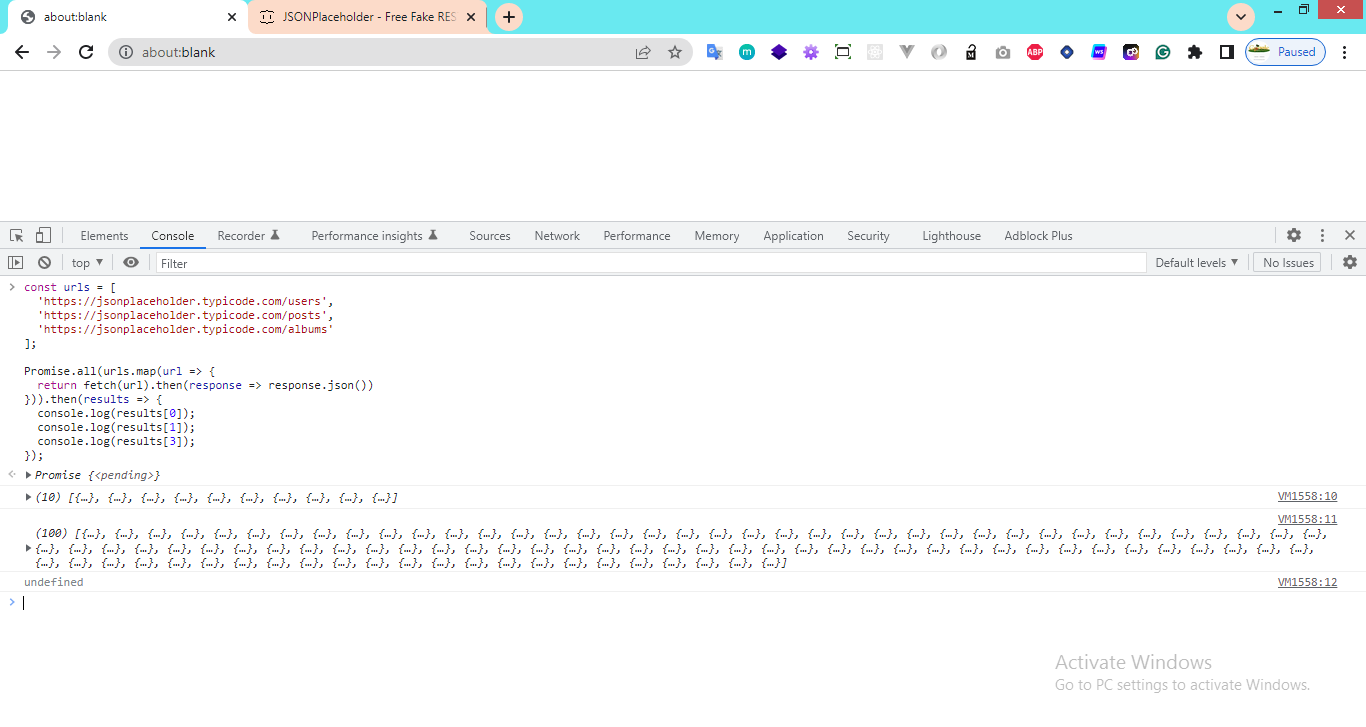 about:blank
JSONPlaceholder - Free Fake RES
about:blank
Paused
Elements Console Recorder Performance insights Sources Network Performance Memory Application Security Lighthouse Adblock Plus
top Filter Default levels No Issues
const urls = [
'https://jsonplaceholder.typicode.com/users',
'https://jsonplaceholder.typicode.com/posts',
'https://jsonplaceholder.typicode.com/albums'
];
Promise.all(urls.map(url => {
return fetch(url).then(response => response.json())
})).then(results => {
console.log(results[0]);
console.log(results[1]);
console.log(results[3]);
});
Promise {<pending>}
(10) [{…}, {…}, {…}, {…}, {…}, {…}, {…}, {…}, {…}, {…}] VM1558:10
VM1558:11
(100) [{…}, {…}, {…}, {…}, {…}, {…}, {…}, {…}, {…}, {…}, {…}, {…}, {…}, {…}, {…}, {…}, {…}, {…}, {…}, {…}, {…}, {…}, {…}, {…}, {…}, {…}, {…}, {…}, {…}, {…}, {…}, {…}, {…}, {…}, {…}, {…}, {…}, {…},
{…}, {…}, {…}, {…}, {…}, {…}, {…}, {…}, {…}, {…}, {…}, {…}, {…}, {…}, {…}, {…}, {…}, {…}, {…}, {…}, {…}, {…}, {…}, {…}, {…}, {…}, {…}, {…}, {…}, {…}, {…}, {…}, {…}, {…}, {…}, {…}, {…}, {…}, {…},
{…}, {…}, {…}, {…}, {…}, {…}, {…}, {…}, {…}, {…}, {…}, {…}, {…}, {…}, {…}, {…}, {…}, {…}, {…}, {…}, {…}, {…}, {…}]
undefined VM1558:12
Activate Windows
Go to PC settings to activate Windows.